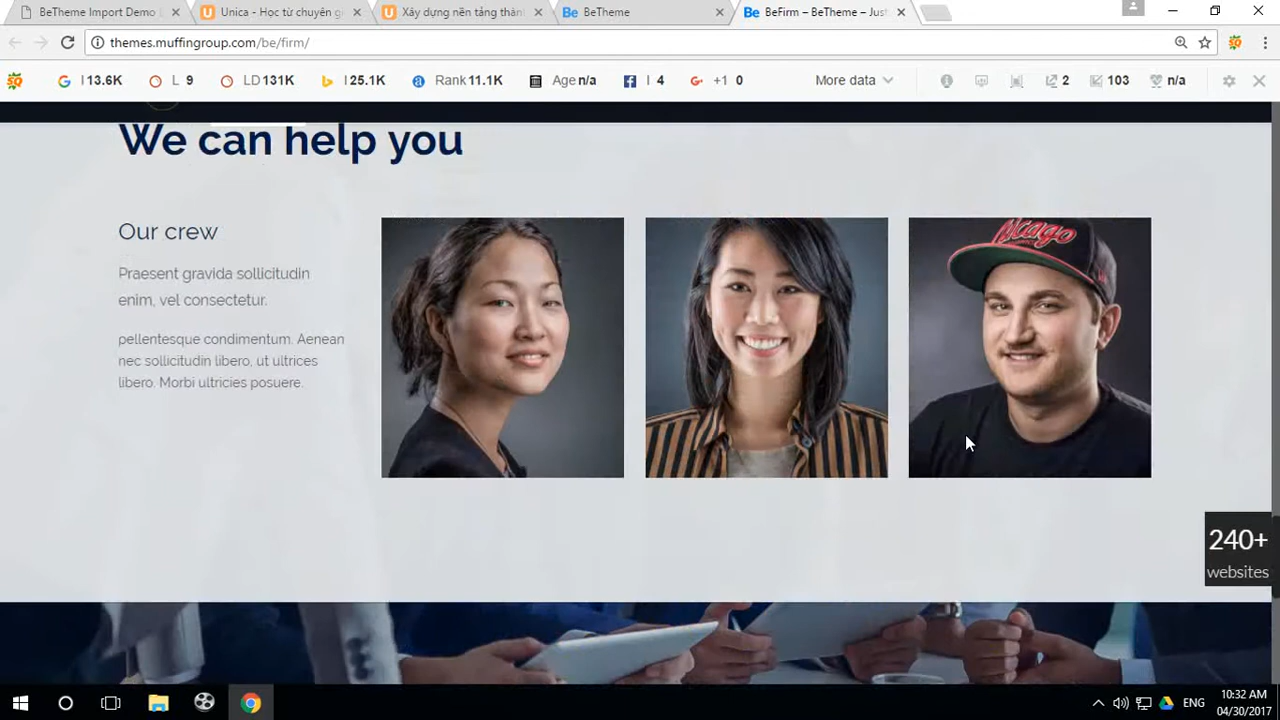 BeTheme Import Demo
Unica - Học từ chuyên g
Xây dựng nền tảng thàn
BeTheme
BeFirm – BeTheme – Just
themes.muffingroup.com/be/firm/
I 13.6K
L 9
LD 131K
I 25.1K
Rank 11.1K
Age n/a
I 4
+1 0
More data
2
103
n/a
We can help you
Our crew
Praesent gravida sollicitudin
enim, vel consectetur.
pellentesque condimentum. Aenean
nec sollicitudin libero, ut ultrices
libero. Morbi ultricies posuere.
240+
websites
ENG
10:32 AM
04/30/2017